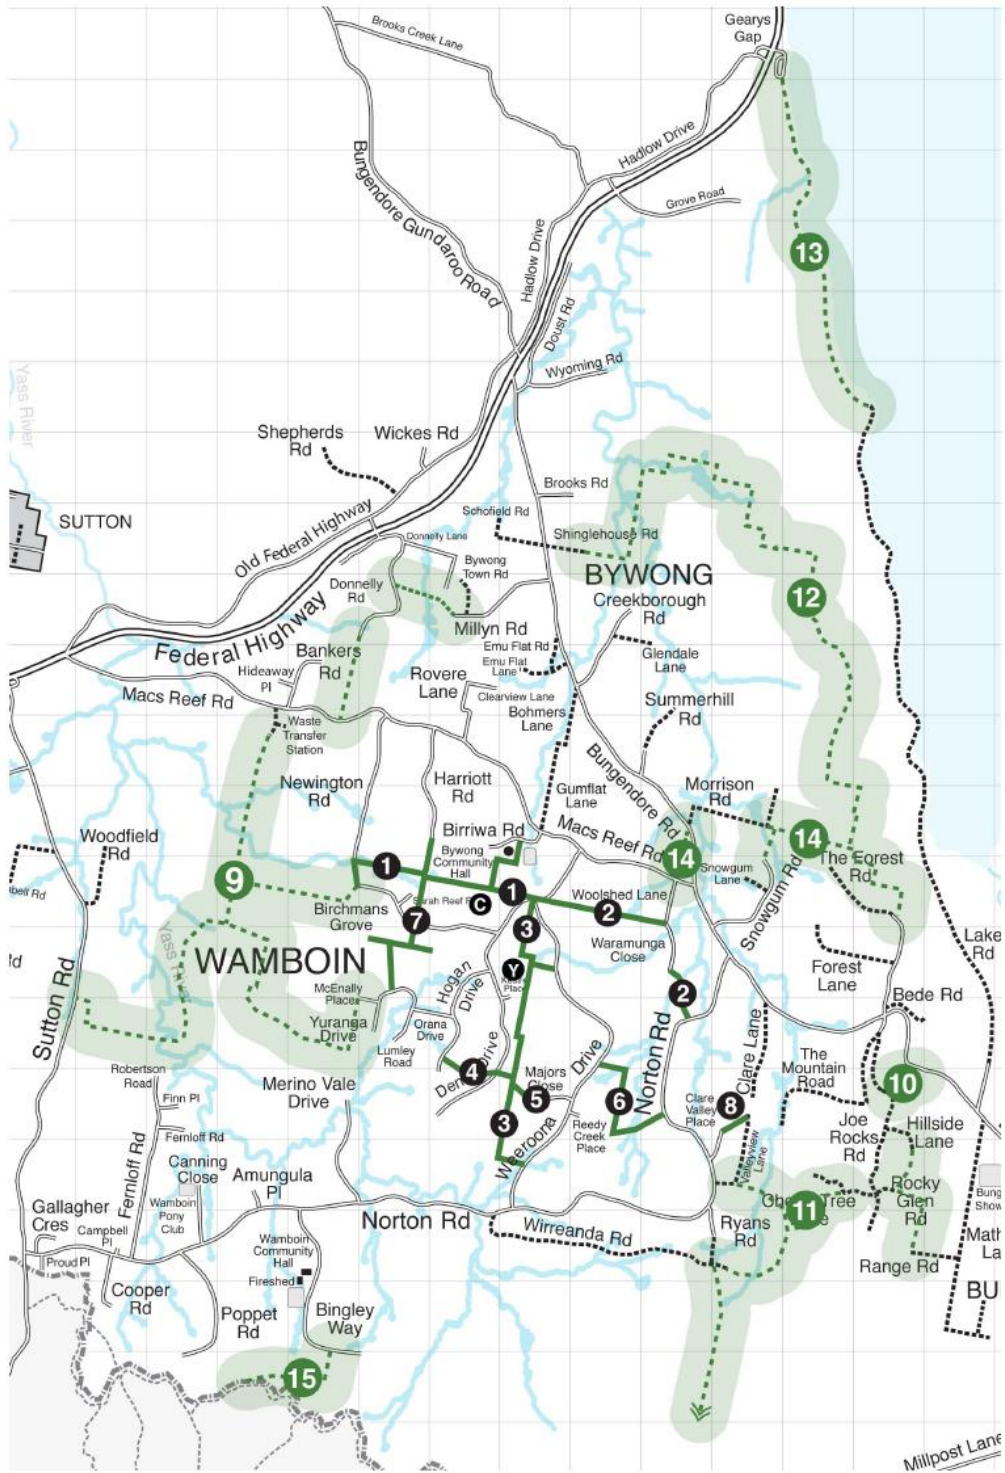 Gearys
Gap
Brooks Creek Lane
Hadlow Drive
Bungendore Gundaroo Road
Grove Road
Hadlow Drive
13
Doust Rd
Wyoming Rd
Yass River
Shepherds
Rd
Wickes Rd
Brooks Rd
Schofield Rd
SUTTON
Old Federal Highway
Donnelly Lane
Shinglehouse Rd
Bywong
Town Rd
BYWONG
Donnelly
Rd
Creekborough
Rd
12
Federal Highway
Millyn Rd
Bankers
Rd
Emu Flat Rd
Emu Flat
Lane
Glendale
Lane
Hideaway
Pl
Rovere
Lane
Macs Reef Rd
Clearview Lane
Bohmers
Lane
Summerhill
Rd
Waste
Transfer
Station
Newington
Rd
Harriott
Rd
Gumflat
Lane
Bungendore Rd
Morrison
Rd
Woodfield
Rd
Birriwa Rd
Macs Reef Rd
14
14
Bywong
Community
Hall
The Forest
Rd
1
Snowgum
Lane
9
bell Rd
1
Woolshed Lane
Snowgum Rd
Birchmans
Grove
C
7
2
3
Waramunga
Close
Lake
Rd
WAMBOIN
Yass River
Y
Place
Forest
Lane
d
Hogan
Drive
McEnally
Place
2
Bede Rd
Sutton Rd
Yuranga
Drive
Orana
Drive
Norton Rd
Clare Lane
Lumley
Road
Drive
The
Mountain
Road
Robertson
Road
Merino Vale
Drive
4
Majors
Close
Drive
10
Finn Pl
5
6
Clare
Valley
Place
8
Fernloff Rd
3
Weeroona
Reedy
Creek
Place
Joe
Rocks
Rd
Hillside
Lane
Fernloff Rd
Canning
Close
Valleyview
Lane
Amungula
Pl
Rocky
Glen
Rd
Gallagher
Cres
Wamboin
Pony
Club
Norton Rd
Tree
11
Bung
Show
Campbell
Pl
Wirreanda Rd
Ryans
Rd
Wamboin
Community
Hall
Math
La
Proud Pl
Fireshed
Range Rd
Cooper
Rd
Poppet
Rd
Bingley
Way
BU
15
Millpost Lane